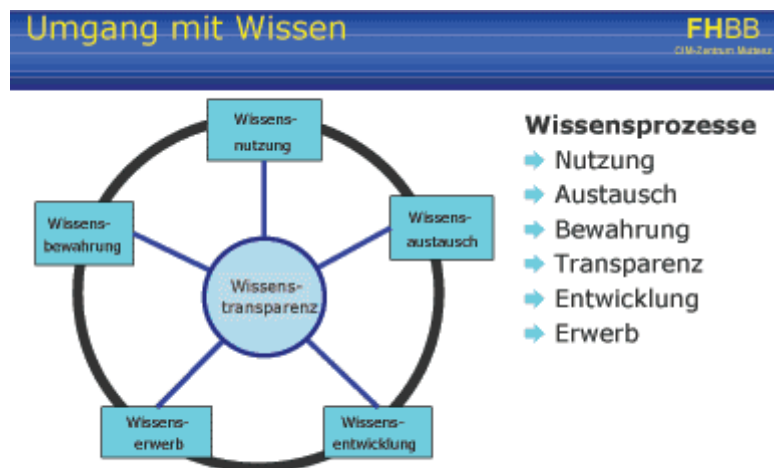 Umgang mit Wissen
FHBB
CIM-Zentrum Muttenz
Wissens-
nutzung
Wissens-
bewahrung
Wissens-
austausch
Wissens-
transparenz
Wissens-
erwerb
Wissens-
entwicklung
Wissensprozesse
Nutzung
Austausch
Bewahrung
Transparenz
Entwicklung
Erwerb